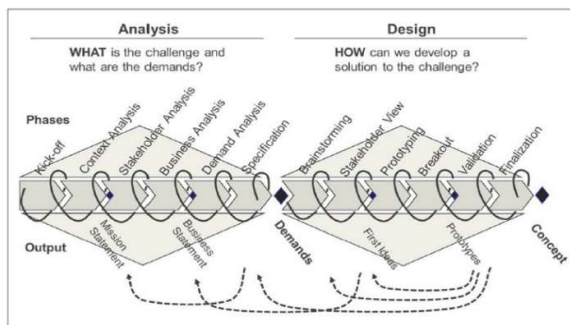 Analysis
Design
WHAT is the challenge and
what are the demands?
HOW can we develop a
solution to the challenge?
Phases
Kick-off
Context Analysis
Stakeholder Analysis
Business Analysis
Demand Analysis
Specification
Brainstorming
Stakeholder View
Prototyping
Breakout
Validation
Finalization
Output
Mission
Statement
Business
Statement
Demands
First Ideas
Prototypes
Concept